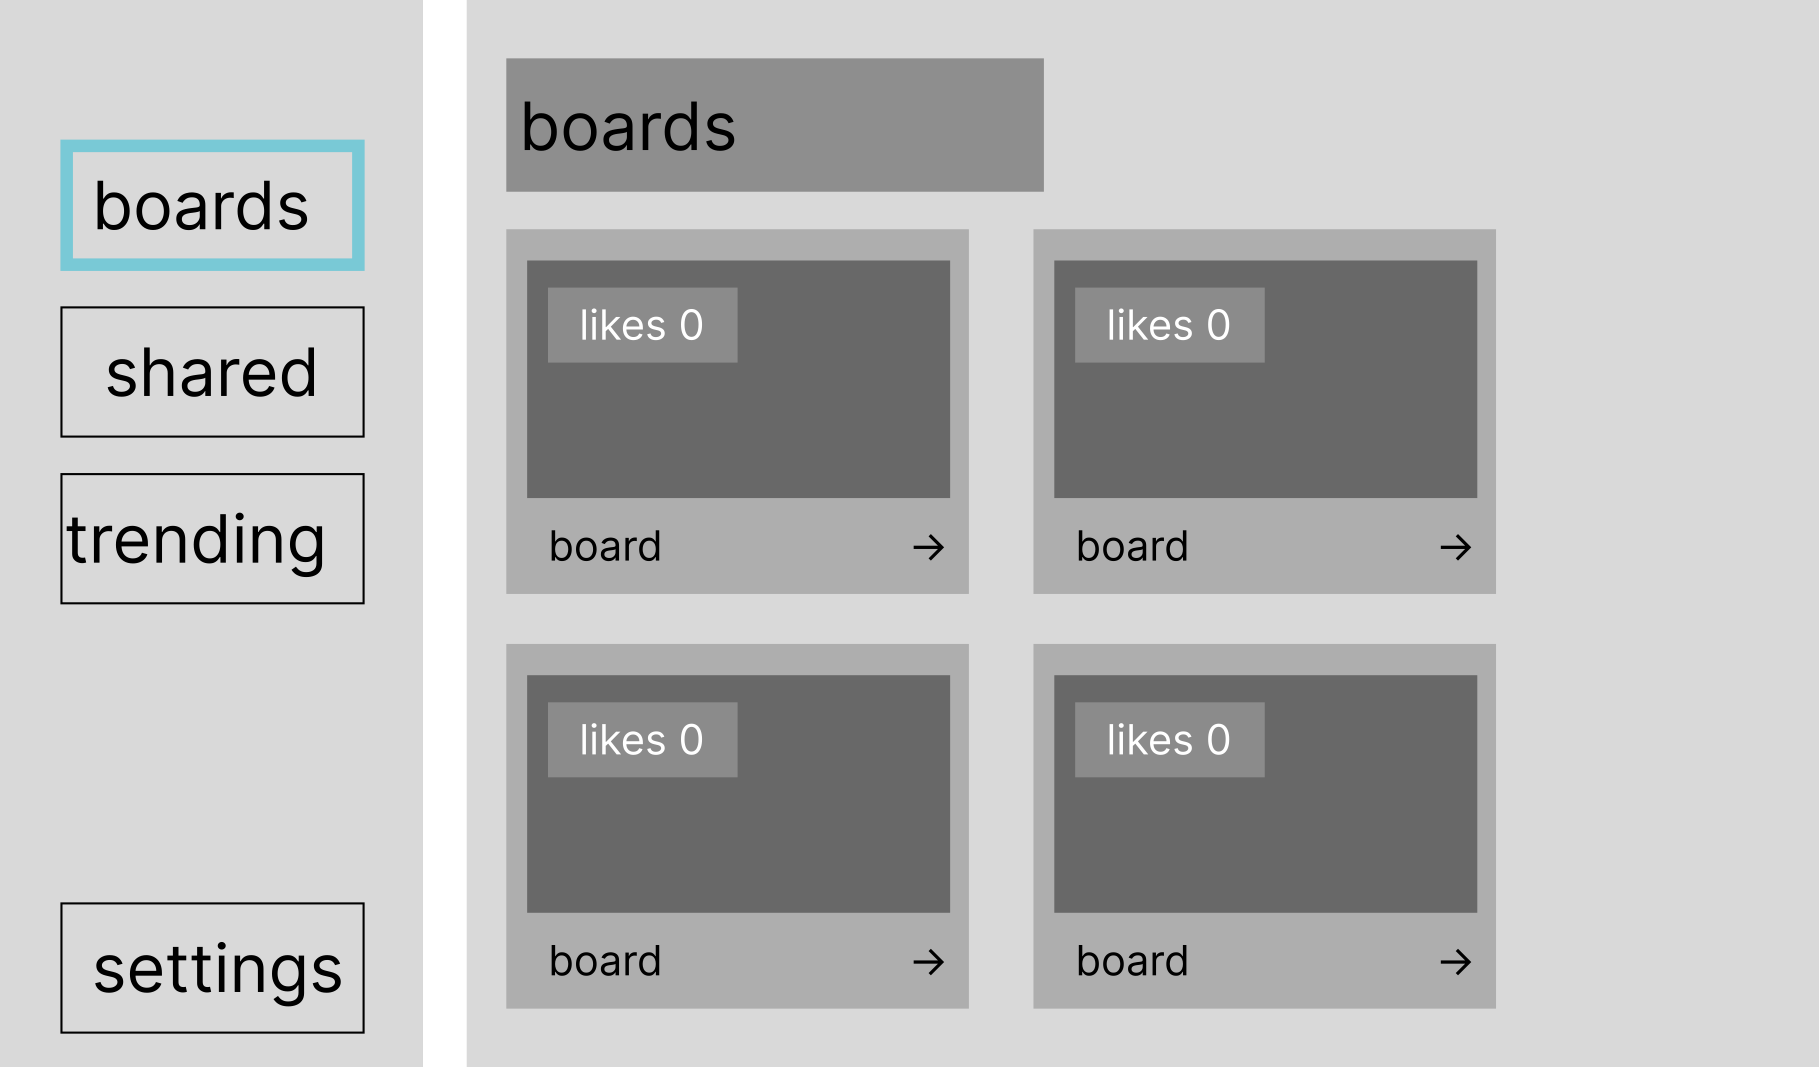 boards
shared
trending
settings
boards
likes 0
board →
likes 0
board →
likes 0
board →
likes 0
board →